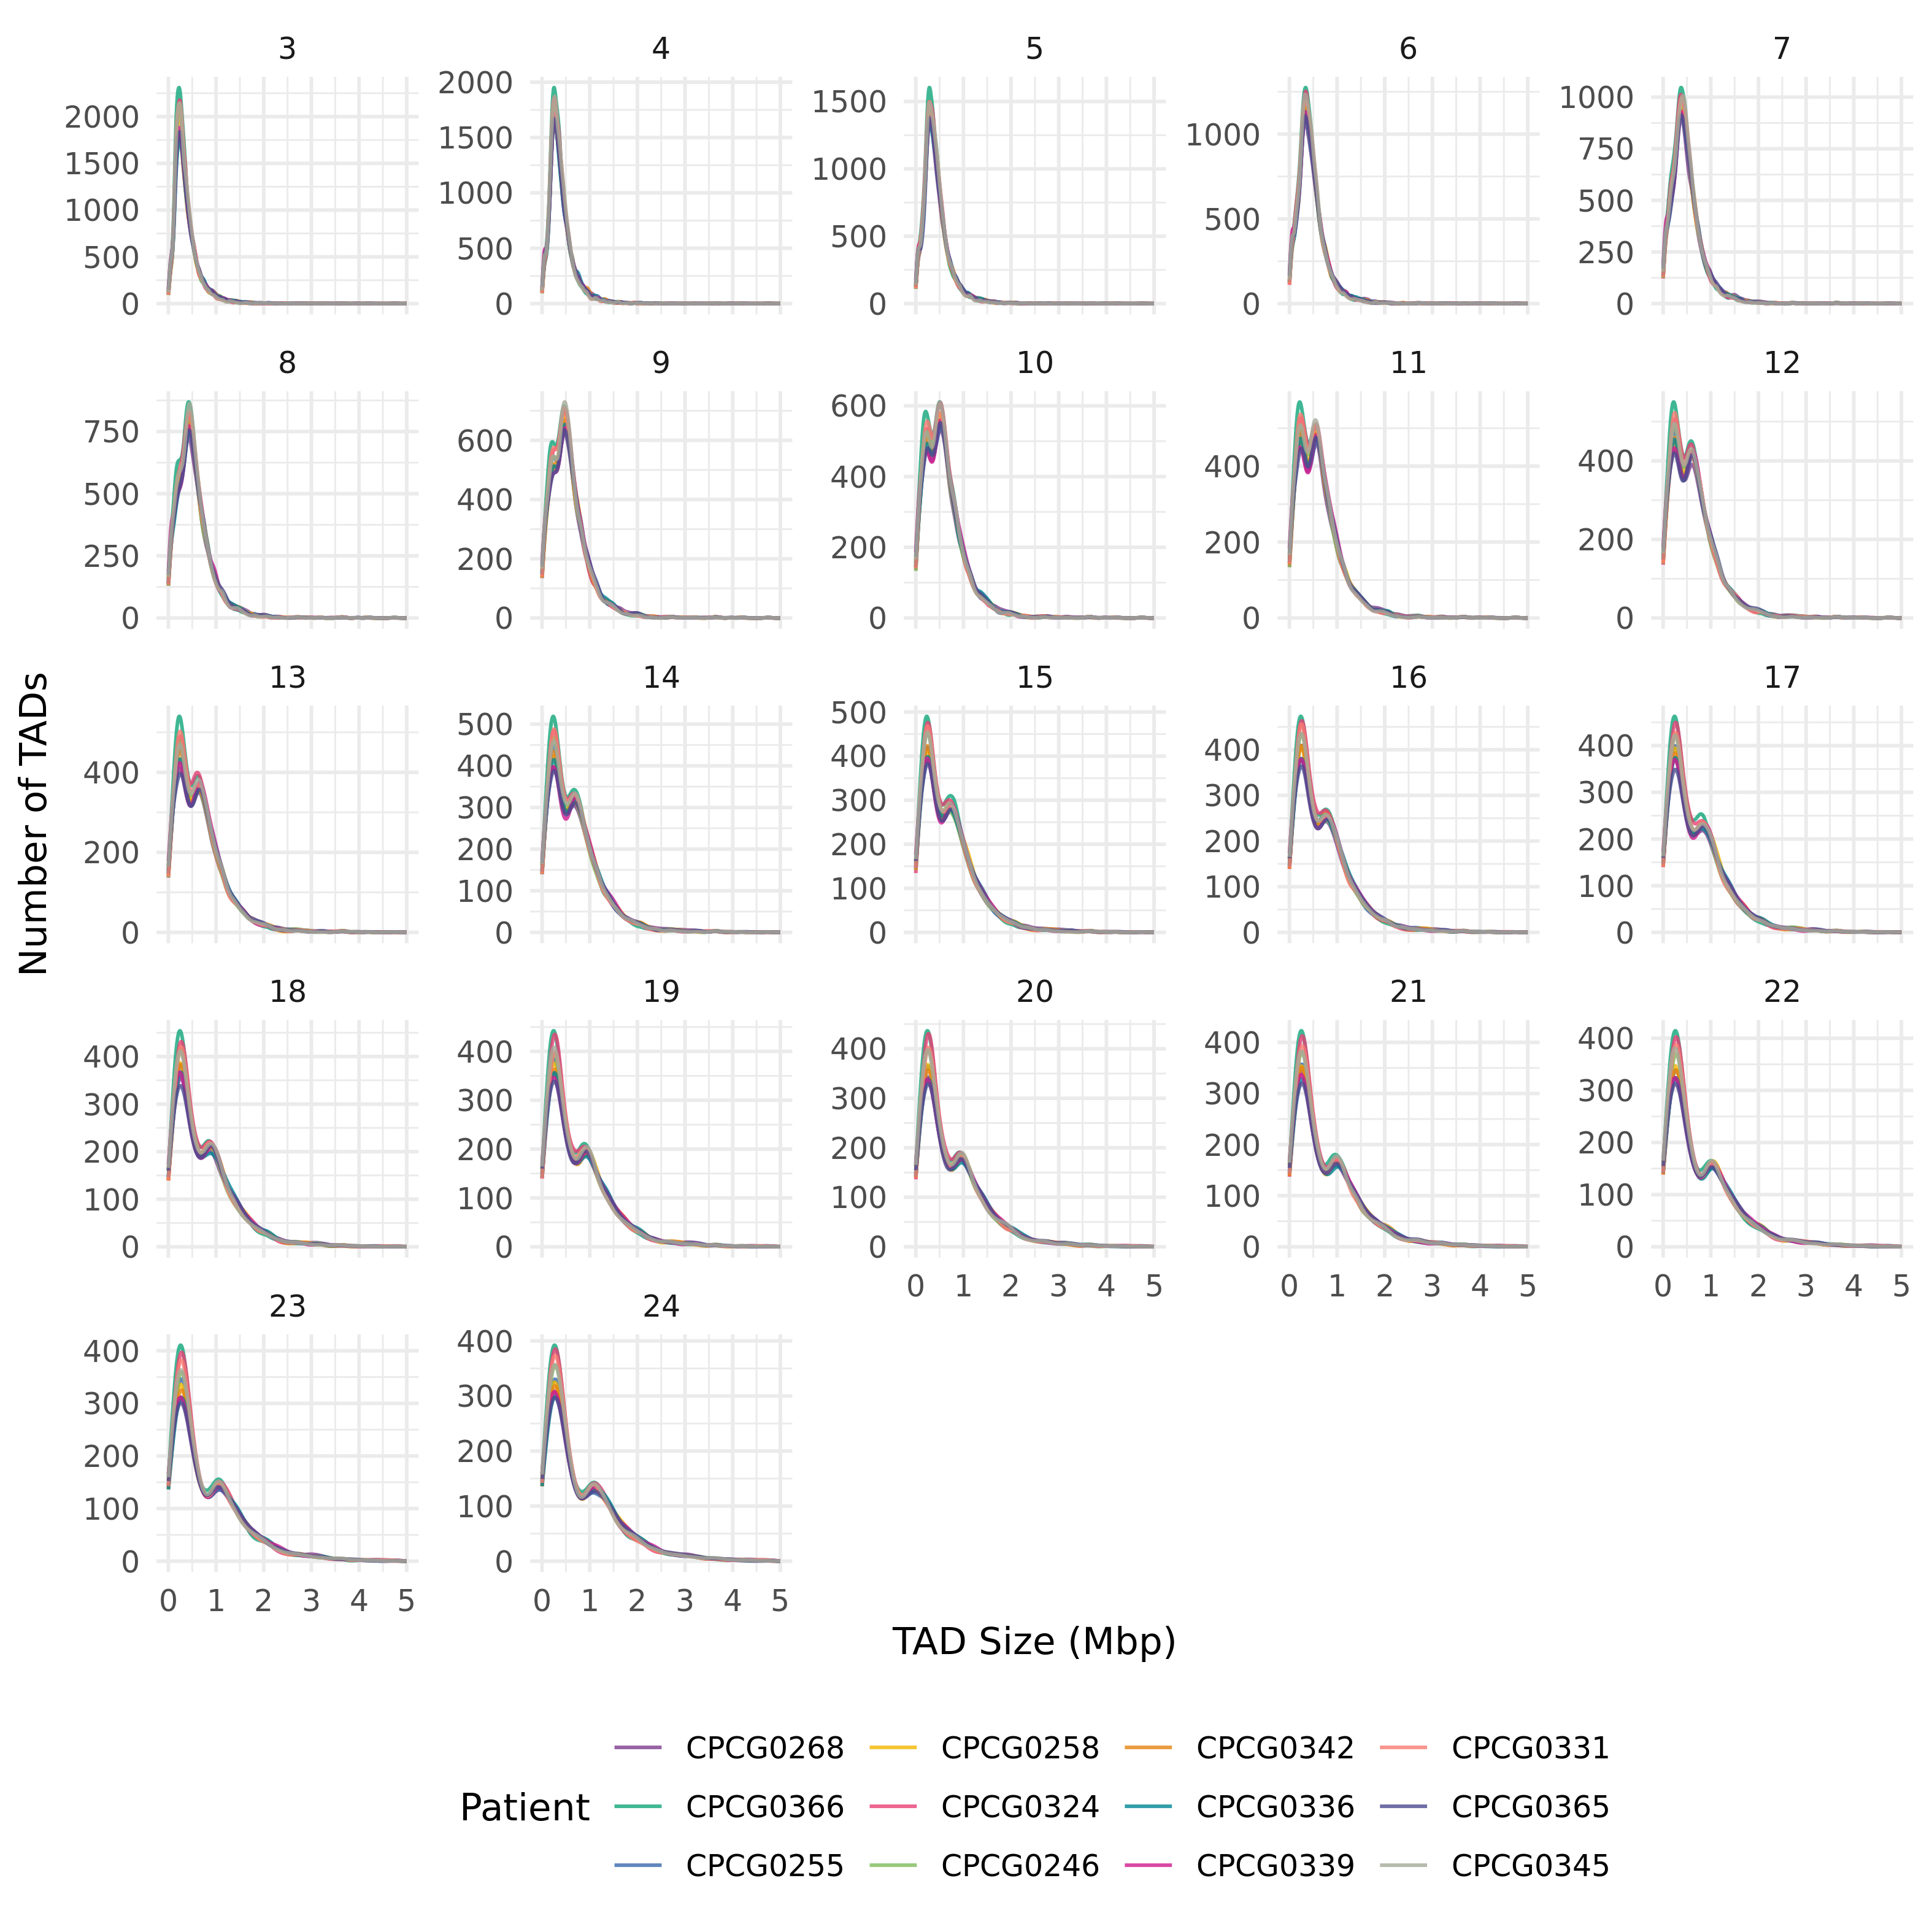 3 4 5 6 7
2000 1500 1000 500 0
2000 1500 1000 500 0
1500 1000 500 0
1000 500 0
1000 750 500 250 0
8 9 10 11 12
750 500 250 0
600 400 200 0
600 400 200 0
400 200 0
400 200 0
Number of TADs
13 14 15 16 17
400 200 0
500 400 300 200 100 0
500 400 300 200 100 0
400 300 200 100 0
400 300 200 100 0
18 19 20 21 22
400 300 200 100 0
400 300 200 100 0
400 300 200 100 0
400 300 200 100 0
400 300 200 100 0
0 1 2 3 4 5
0 1 2 3 4 5
0 1 2 3 4 5
23 24
400 300 200 100 0
400 300 200 100 0
0 1 2 3 4 5
0 1 2 3 4 5
TAD Size (Mbp)
Patient
CPCG0268 CPCG0258 CPCG0342 CPCG0331
CPCG0366 CPCG0324 CPCG0336 CPCG0365
CPCG0255 CPCG0246 CPCG0339 CPCG0345